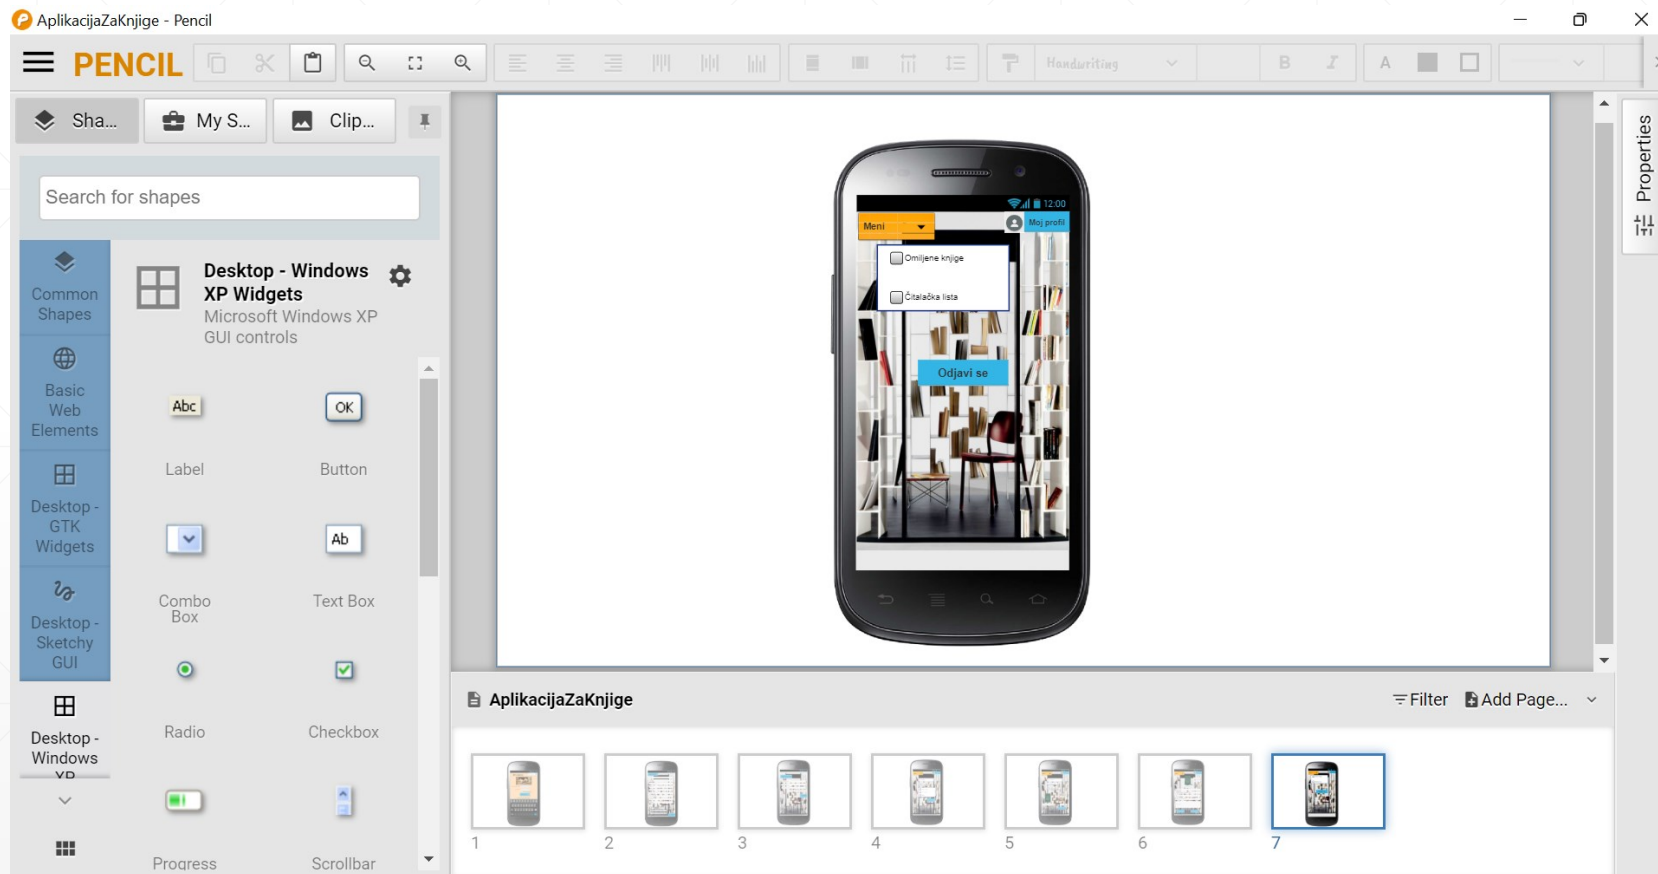 AplikacijaZaKnjige - Pencil
PENCIL
Handwriting
B
I
A
Sha...
My S...
Clip...
Search for shapes
Common
Shapes
Basic
Web
Elements
Desktop -
GTK
Widgets
Desktop -
Sketchy
GUI
Desktop -
Windows
XP
Desktop - Windows
XP Widgets
Microsoft Windows XP
GUI controls
Abc
OK
Label
Button
Ab
Combo
Box
Text Box
Radio
Checkbox
Progress
Scrollbar
12:00
Meni
Moj profil
Omiljene knjige
Čitalačka lista
Odjavi se
Properties
AplikacijaZaKnjige
Filter
Add Page...
1
2
3
4
5
6
7